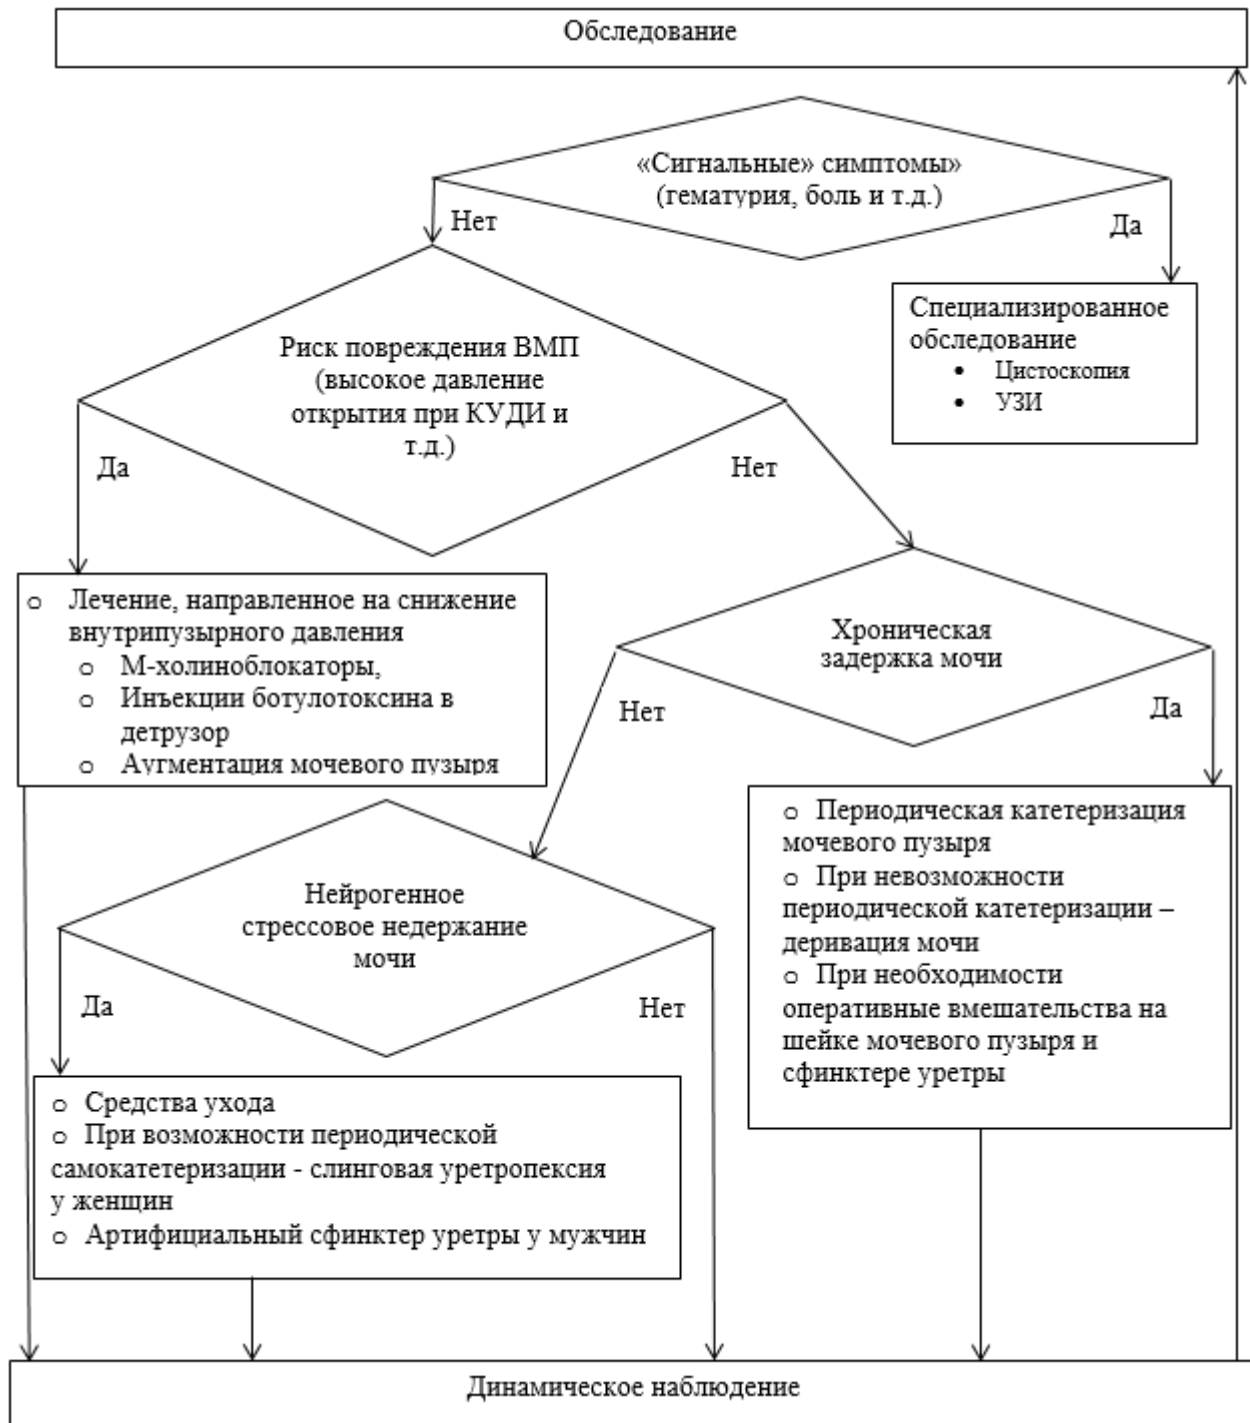 Обследование
«Сигнальные» симптомы»
(гематурия, боль и т.д.)
Нет
Да
Специализированное
обследование
• Цистоскопия
• УЗИ
Риск повреждения ВМП
(высокое давление
открытия при КУДИ и
т.д.)
Да
Нет
o Лечение, направленное на снижение
внутрипузырного давления
o М-холиноблокаторы,
o Инъекции ботулотоксина в
детрузор
o Аугментация мочевого пузыря
Хроническая
задержка мочи
Нет
Да
o Периодическая катетеризация
мочевого пузыря
o При невозможности
периодической катетеризации –
деривация мочи
o При необходимости
оперативные вмешательства на
шейке мочевого пузыря и
сфинктере уретры
Нейрогенное
стрессовое недержание
мочи
Да
Нет
o Средства ухода
o При возможности периодической
самокатетеризации - слинговая уретропексия
у женщин
o Артифициальный сфинктер уретры у мужчин
Динамическое наблюдение